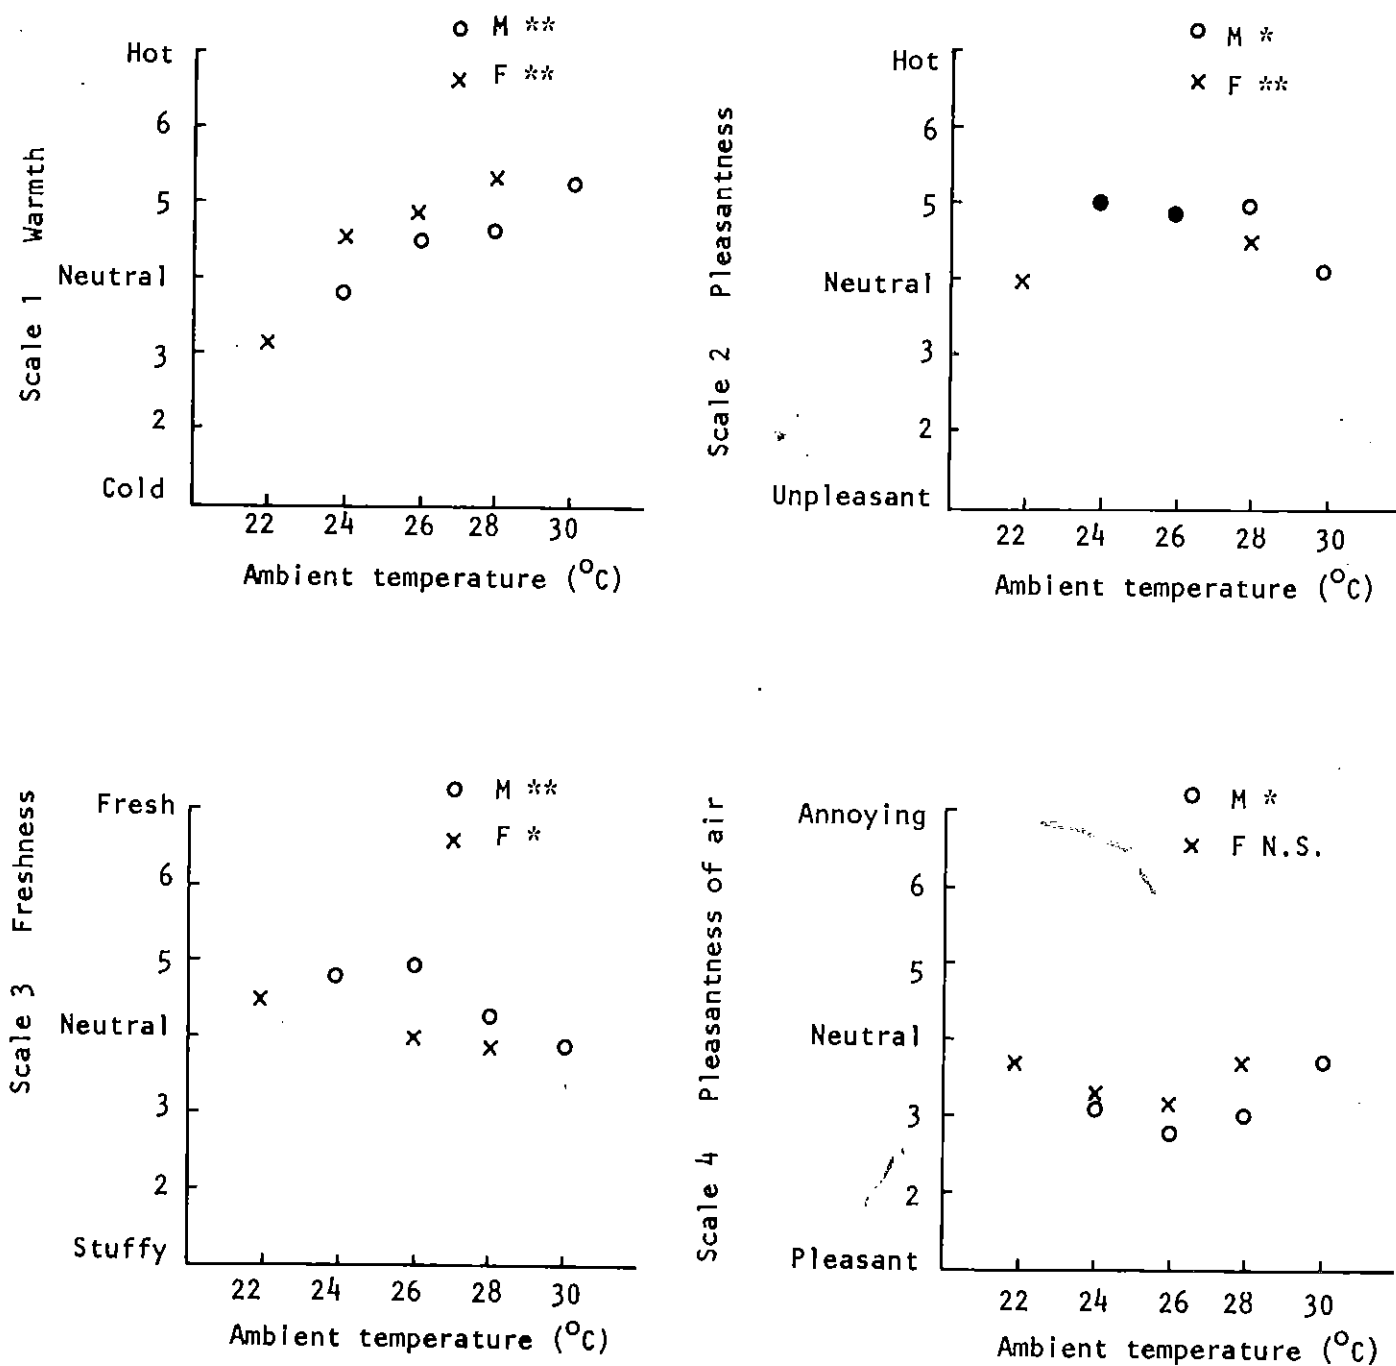 M **
F **
Hot
6
5
Neutral
3
2
Cold
Scale 1 Warmth
22 24 26 28 30
Ambient temperature (°C)
M *
F **
Hot
6
5
Neutral
3
2
Unpleasant
Scale 2 Pleasantness
22 24 26 28 30
Ambient temperature (°C)
M **
F *
Fresh
6
5
Neutral
3
2
Stuffy
Scale 3 Freshness
22 24 26 28 30
Ambient temperature (°C)
M *
F N.S.
Annoying
6
5
Neutral
3
2
Pleasant
Scale 4 Pleasantness of air
22 24 26 28 30
Ambient temperature (°C)